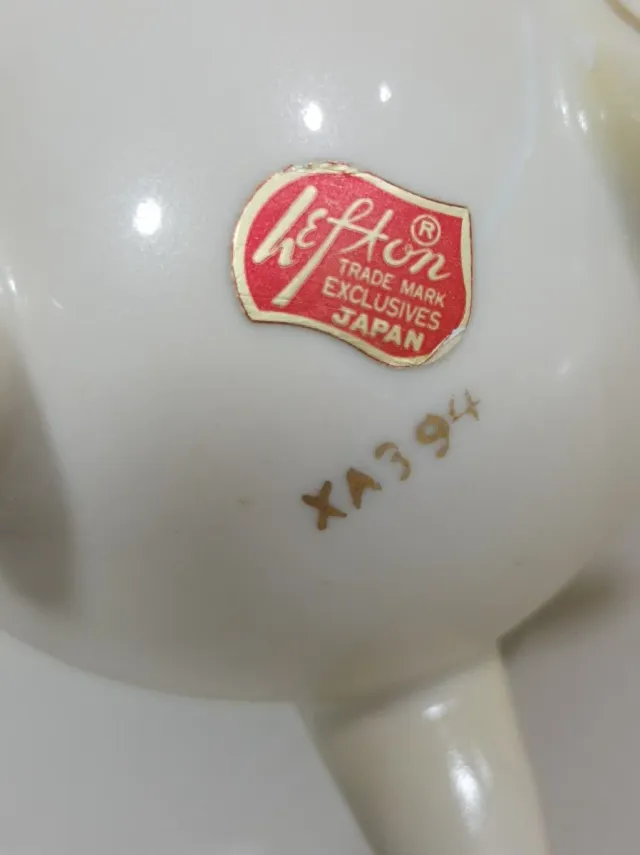 Lefton ®
TRADE MARK
EXCLUSIVES
JAPAN
XA394